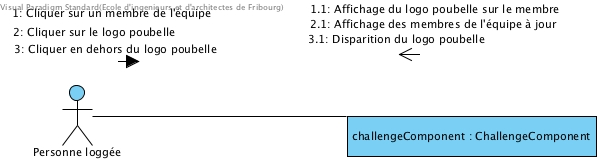 Visual Paradigm Standard(Ecole d'ingenieurs et d'architectes de Fribourg)
1: Cliquer sur un membre de l'équipe
1.1: Affichage du logo poubelle sur le membre
2: Cliquer sur le logo poubelle
2.1: Affichage des membres de l'équipe à jour
3: Cliquer en dehors du logo poubelle
3.1: Disparition du logo poubelle
Personne loggée
challengeComponent : ChallengeComponent